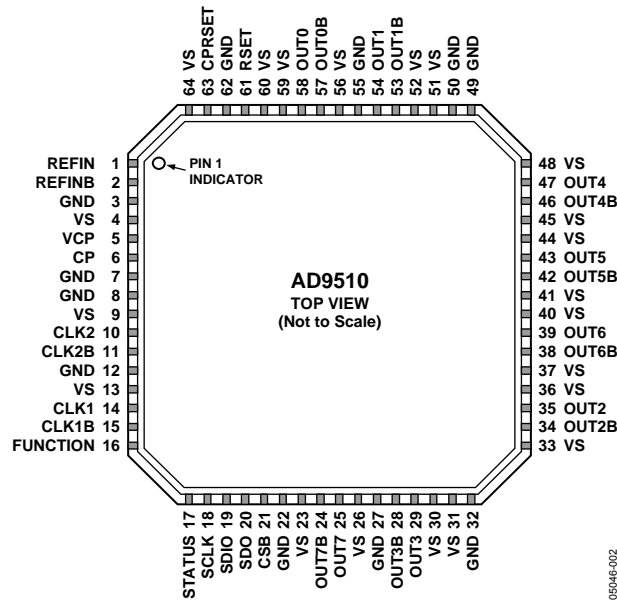 64 VS
63 CPRSET
62 GND
61 RSET
60 VS
59 VS
58 OUT0
57 OUT0B
56 VS
55 GND
54 OUT1
53 OUT1B
52 VS
51 VS
50 GND
49 GND
REFIN 1
REFINB 2
GND 3
VS 4
VCP 5
CP 6
GND 7
GND 8
VS 9
CLK2 10
CLK2B 11
GND 12
VS 13
CLK1 14
CLK1B 15
FUNCTION 16
PIN 1
INDICATOR
AD9510
TOP VIEW
(Not to Scale)
48 VS
47 OUT4
46 OUT4B
45 VS
44 VS
43 OUT5
42 OUT5B
41 VS
40 VS
39 OUT6
38 OUT6B
37 VS
36 VS
35 OUT2
34 OUT2B
33 VS
STATUS 17
SCLK 18
SDIO 19
SDO 20
CSB 21
GND 22
VS 23
OUT7B 24
OUT7 25
VS 26
GND 27
OUT3B 28
OUT3 29
VS 30
VS 31
GND 32
05046-002